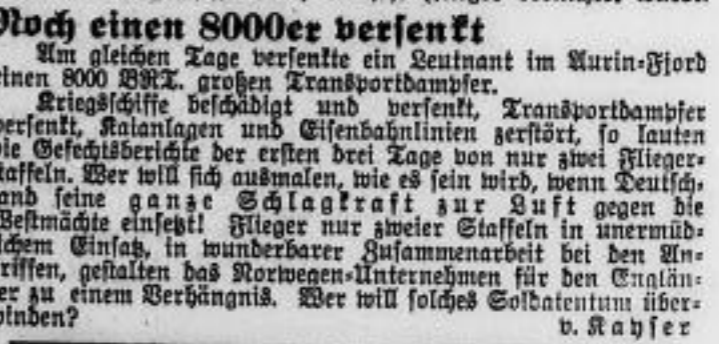 Noch einen 8000er versenkt
Am gleichen Tage versenkte ein Leutnant im Aurin-Fjord
einen 8000 BRT. großen Transportdampfer.
Kriegsschiffe beschädigt und versenkt, Transportdampfer
versenkt, Kaianlagen und Eisenbahnlinien zerstört, so lauten
die Gefechtsberichte der ersten drei Tage von nur zwei Flieger-
staffeln. Wer will sich ausmalen, wie es sein wird, wenn Deutsch-
land seine ganze Schlagkraft zur Luft gegen die
Westmächte einsetzt! Flieger nur zweier Staffeln in unermüd-
lichem Einsatz, in wunderbarer Zusammenarbeit bei den An-
griffen, gestalten das Norwegen-Unternehmen für den Englän-
der zu einem Verhängnis. Wer will solches Soldatentum über-
winden?
v. Kayser